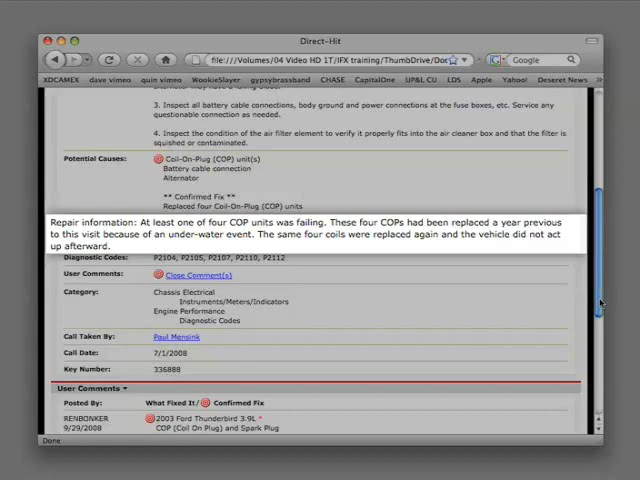 Direct-Hit
file:///Volumes/04 Video HD 1T/IFX training/ThumbDrive/Do
Google
XDCAMEX dave vimeo quin vimeo WookieSlayer gypsybrassband CHASE CapitalOne UP&L CU LDS Apple Yahoo! Deseret News »
3. Inspect all battery cable connections, body ground and power connections at the fuse boxes, etc. Service any
questionable connection as needed.
4. Inspect the condition of the air filter element to verify it properly fits into the air cleaner box and that the filter is
squished or contaminated.
Potential Causes: Coil-On-Plug (COP) unit(s)
Battery cable connection
Alternator
** Confirmed Fix **
Replaced four Coil-On-Plug (COP) units
Repair information: At least one of four COP units was failing. These four COPs had been replaced a year previous
to this visit because of an under-water event. The same four coils were replaced again and the vehicle did not act
up afterward.
Diagnostic Codes: P2104, P2105, P2107, P2110, P2112
User Comments: Close Comment(s)
Category: Chassis Electrical
Instruments/Meters/Indicators
Engine Performance
Diagnostic Codes
Call Taken By: Paul Mensink
Call Date: 7/1/2008
Key Number: 336888
User Comments
Posted By: What Fixed It/ Confirmed Fix
RENBONKER 2003 Ford Thunderbird 3.9L *
9/29/2008 COP (Coil On Plug) and Spark Plug
Done